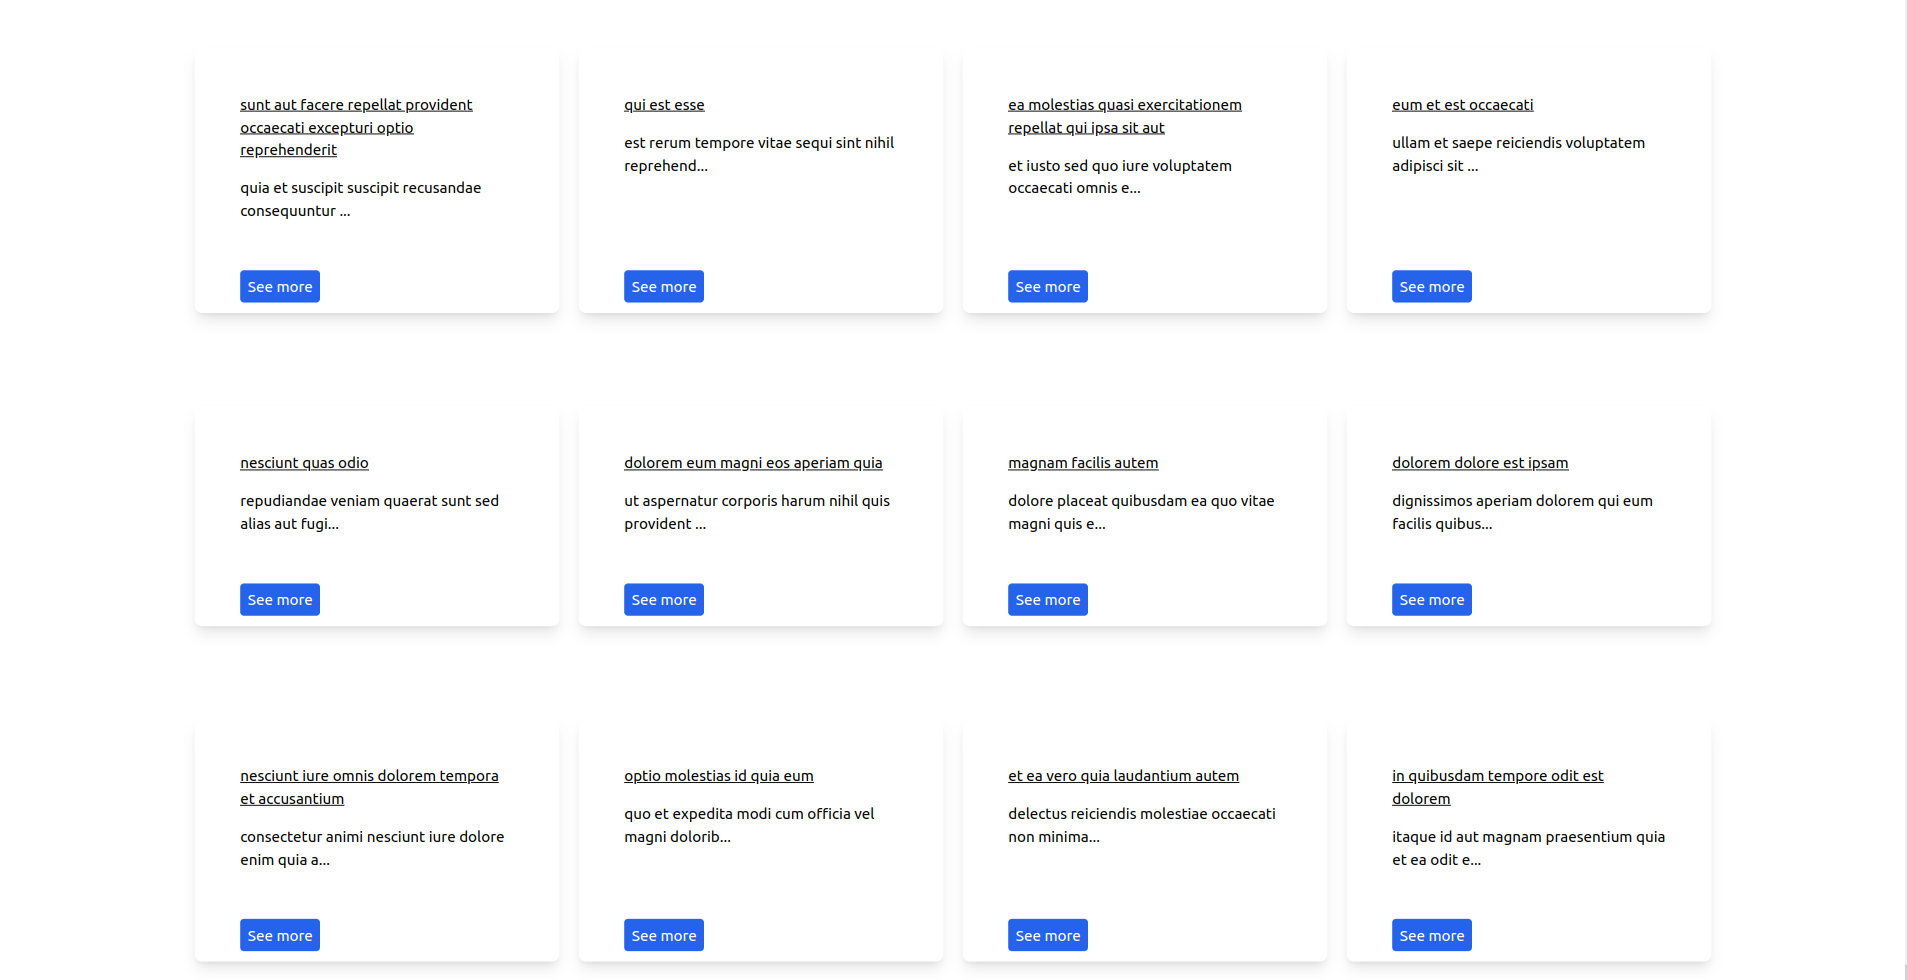 sunt aut facere repellat provident
occaecati excepturi optio
reprehenderit
quia et suscipit suscipit recusandae
consequuntur ...
See more
qui est esse
est rerum tempore vitae sequi sint nihil
reprehend...
See more
ea molestias quasi exercitationem
repellat qui ipsa sit aut
et iusto sed quo iure voluptatem
occaecati omnis e...
See more
eum et est occaecati
ullam et saepe reiciendis voluptatem
adipisci sit ...
See more
nesciunt quas odio
repudiandae veniam quaerat sunt sed
alias aut fugi...
See more
dolorem eum magni eos aperiam quia
ut aspernatur corporis harum nihil quis
provident ...
See more
magnam facilis autem
dolore placeat quibusdam ea quo vitae
magni quis e...
See more
dolorem dolore est ipsam
dignissimos aperiam dolorem qui eum
facilis quibus...
See more
nesciunt iure omnis dolorem tempora
et accusantium
consectetur animi nesciunt iure dolore
enim quia a...
See more
optio molestias id quia eum
quo et expedita modi cum officia vel
magni dolorib...
See more
et ea vero quia laudantium autem
delectus reiciendis molestiae occaecati
non minima...
See more
in quibusdam tempore odit est
dolorem
itaque id aut magnam praesentium quia
et ea odit e...
See more